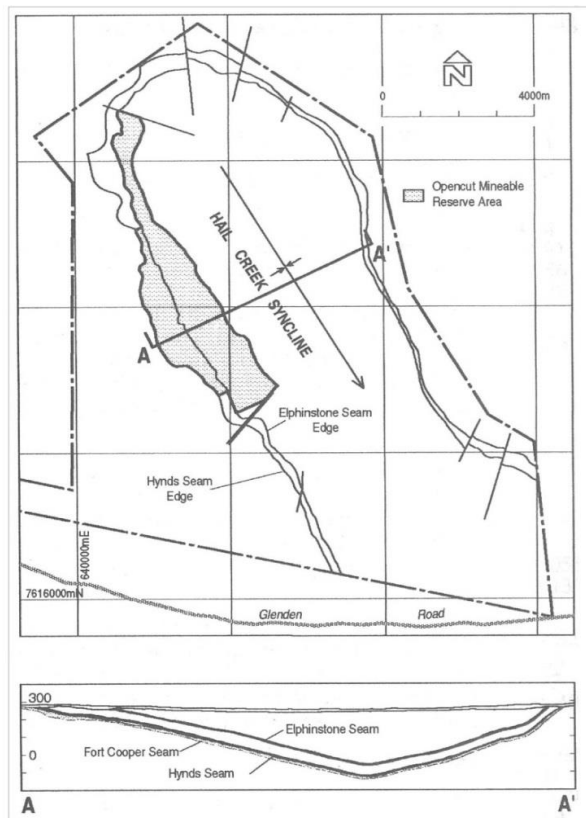 N
0
4000m
Opencut Mineable
Reserve Area
HAIL CREEK SYNCLINE
A'
A
Elphinstone Seam
Edge
Hynds Seam
Edge
640000mE
7616000mN
Glenden Road
300
Elphinstone Seam
0
Fort Cooper Seam
Hynds Seam
A
A'